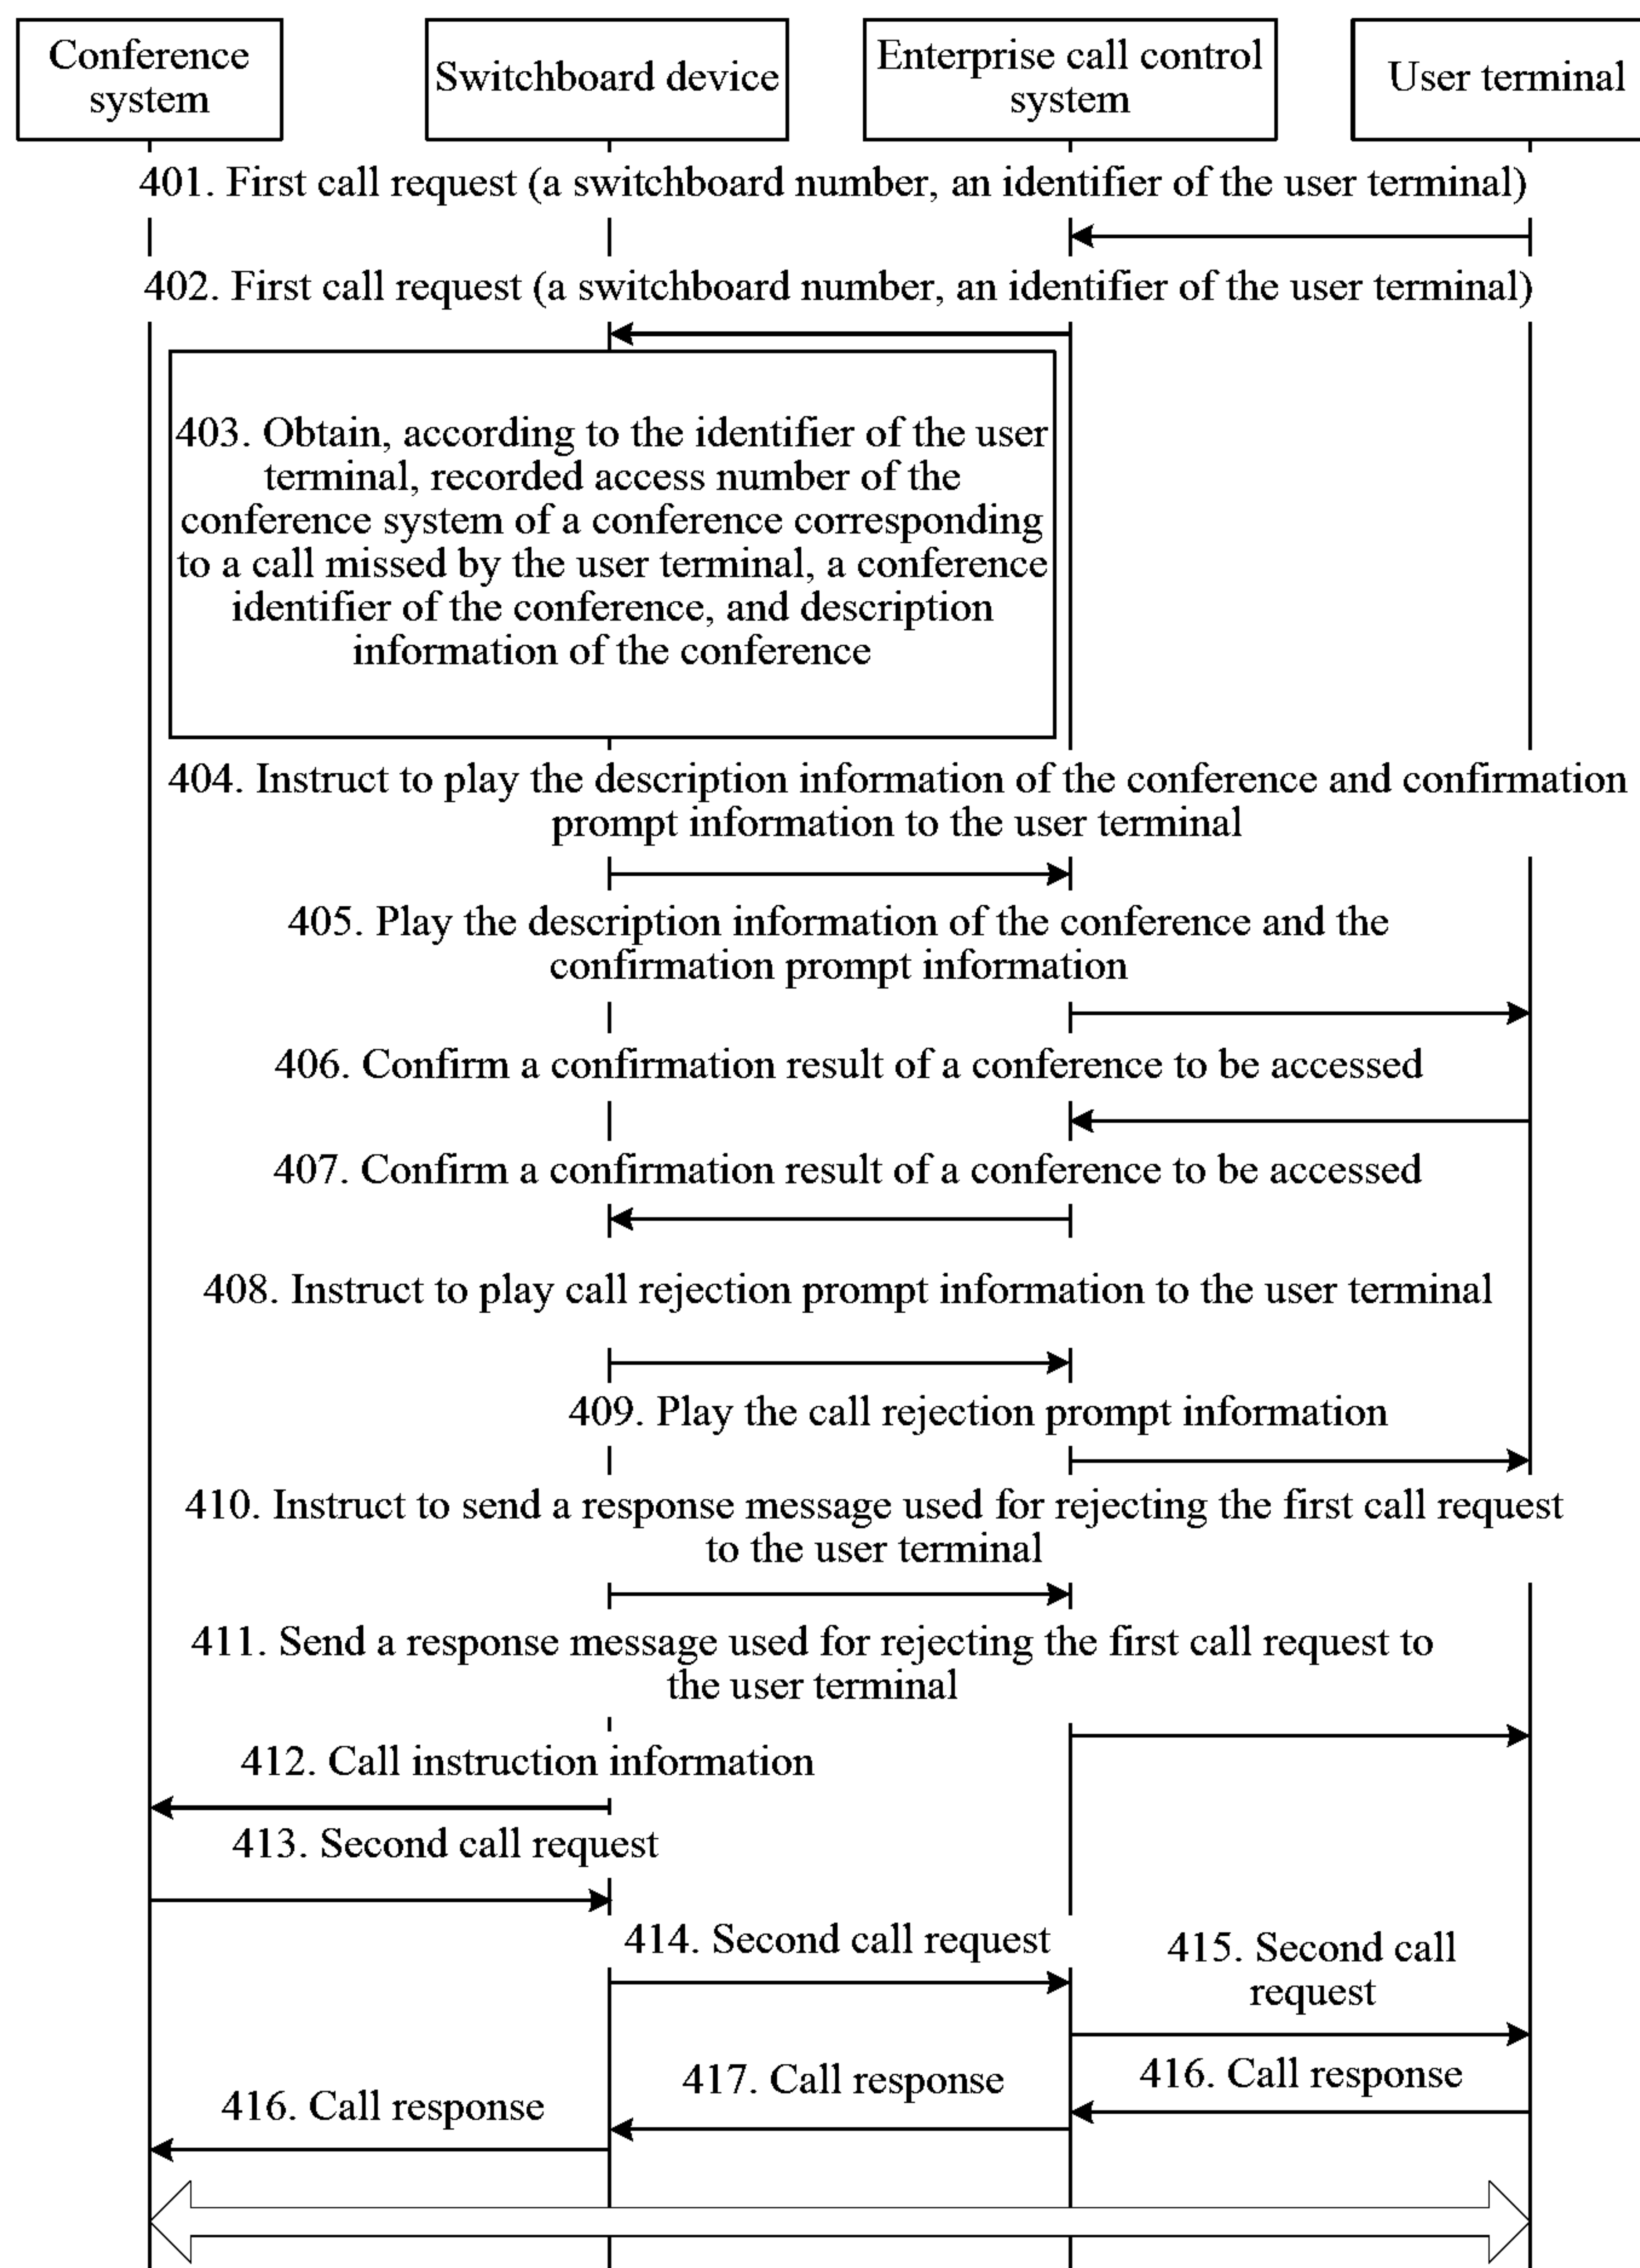 Conference
system
Switchboard device
Enterprise call control
system
User terminal
401. First call request (a switchboard number, an identifier of the user terminal)
402. First call request (a switchboard number, an identifier of the user terminal)
403. Obtain, according to the identifier of the user
terminal, recorded access number of the
conference system of a conference corresponding
to a call missed by the user terminal, a conference
identifier of the conference, and description
information of the conference
404. Instruct to play the description information of the conference and confirmation
prompt information to the user terminal
405. Play the description information of the conference and the
confirmation prompt information
406. Confirm a confirmation result of a conference to be accessed
407. Confirm a confirmation result of a conference to be accessed
408. Instruct to play call rejection prompt information to the user terminal
409. Play the call rejection prompt information
410. Instruct to send a response message used for rejecting the first call request
to the user terminal
411. Send a response message used for rejecting the first call request to
the user terminal
412. Call instruction information
413. Second call request
414. Second call request
415. Second call
request
416. Call response
417. Call response
416. Call response